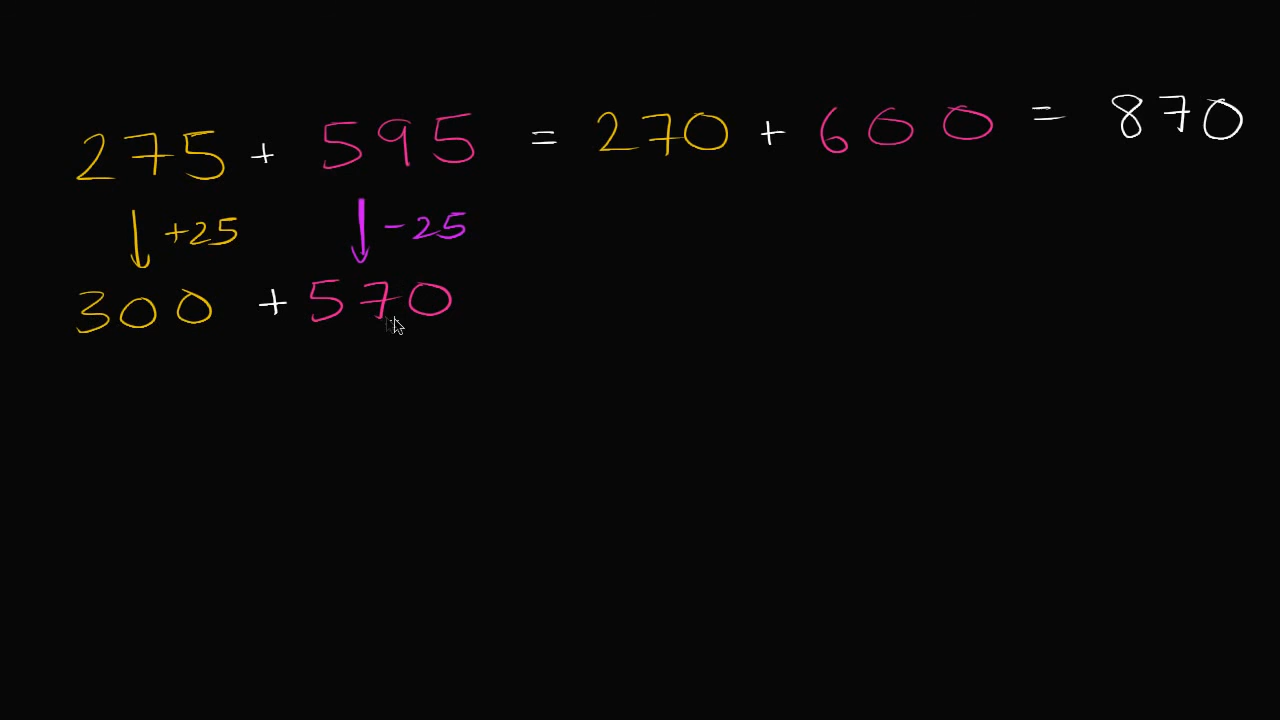 275 + 595 = 270 + 600 = 870
+25 -25
300 + 570